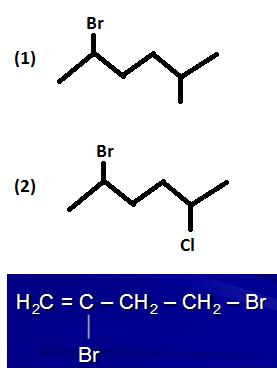 Br
(1)
Br
(2)
Cl
H₂C = C – CH₂ – CH₂ – Br
Br